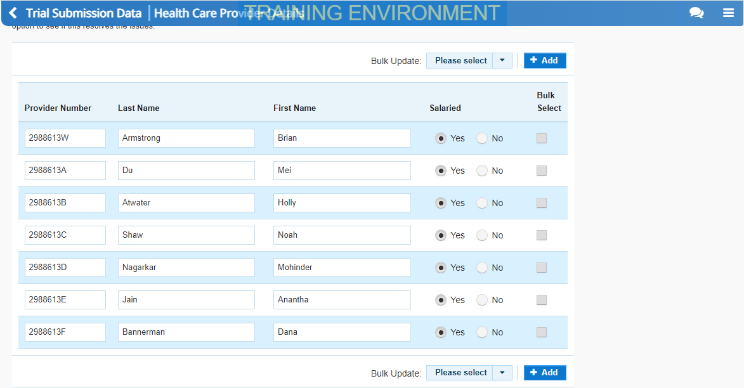 Trial Submission Data | Health Care Provider Details
TRAINING ENVIRONMENT
option to see if this resolves the issues.
Bulk Update: Please select + Add
Provider Number Last Name First Name Salaried Bulk Select
2988613W Armstrong Brian Yes No
2988613A Du Mei Yes No
2988613B Atwater Holly Yes No
2988613C Shaw Noah Yes No
2988613D Nagarkar Mohinder Yes No
2988613E Jain Anantha Yes No
2988613F Bannerman Dana Yes No
Bulk Update: Please select + Add